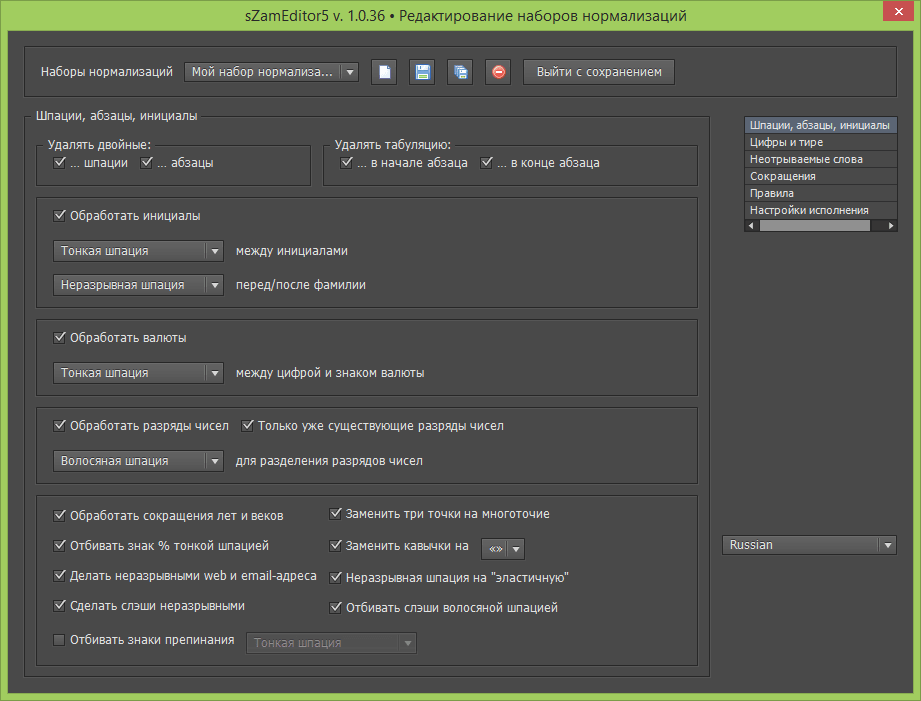 sZamEditor5 v. 1.0.36 • Редактирование наборов нормализаций
Наборы нормализаций Мой набор нормализа... Выйти с сохранением
Шпации, абзацы, инициалы
Удалять двойные:
... шпации ... абзацы
Удалять табуляцию:
... в начале абзаца ... в конце абзаца
Обработать инициалы
Тонкая шпация между инициалами
Неразрывная шпация перед/после фамилии
Обработать валюты
Тонкая шпация между цифрой и знаком валюты
Обработать разряды чисел Только уже существующие разряды чисел
Волосяная шпация для разделения разрядов чисел
Обработать сокращения лет и веков Заменить три точки на многоточие
Отбивать знак % тонкой шпацией Заменить кавычки на «»
Делать неразрывными web и email-адреса Неразрывная шпация на "эластичную"
Сделать слэши неразрывными Отбивать слеши волосяной шпацией
Отбивать знаки препинания Тонкая шпация
Шпации, абзацы, инициалы
Цифры и тире
Неотрываемые слова
Сокращения
Правила
Настройки исполнения
Russian